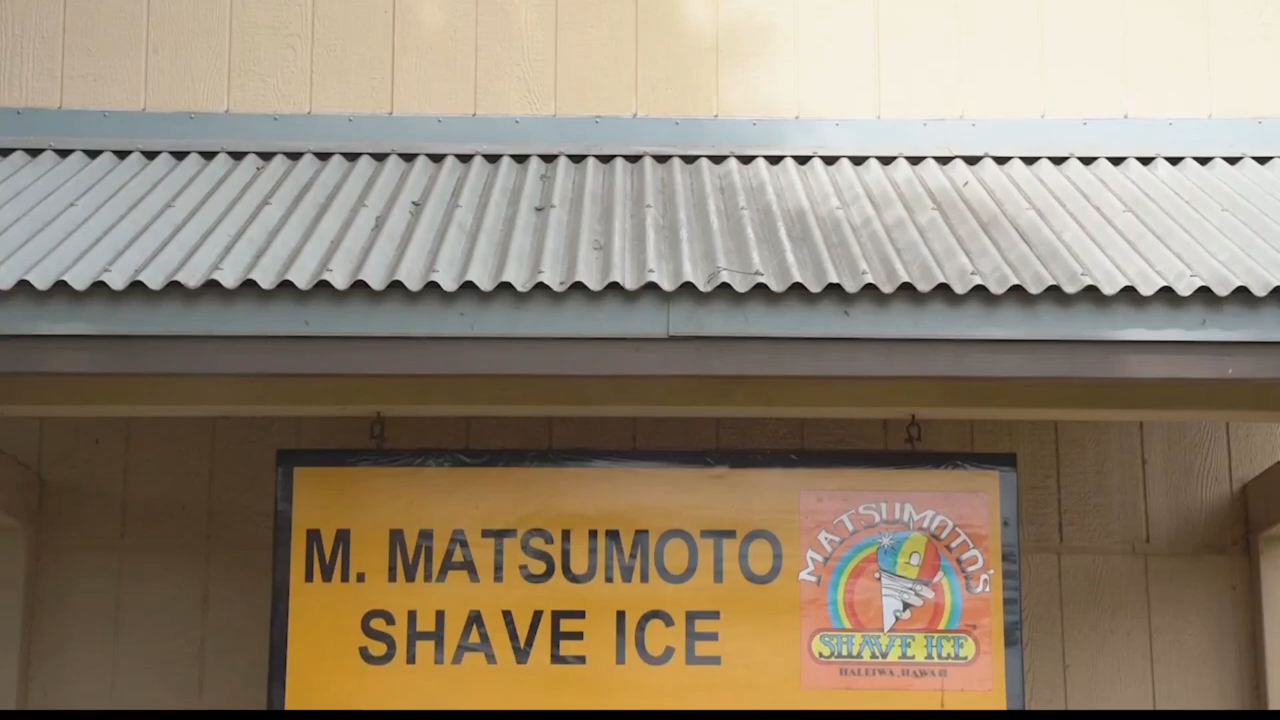 M. MATSUMOTO
SHAVE ICE
MATSUMOTO'S
SHAVE ICE
HALEIWA, HAWAII